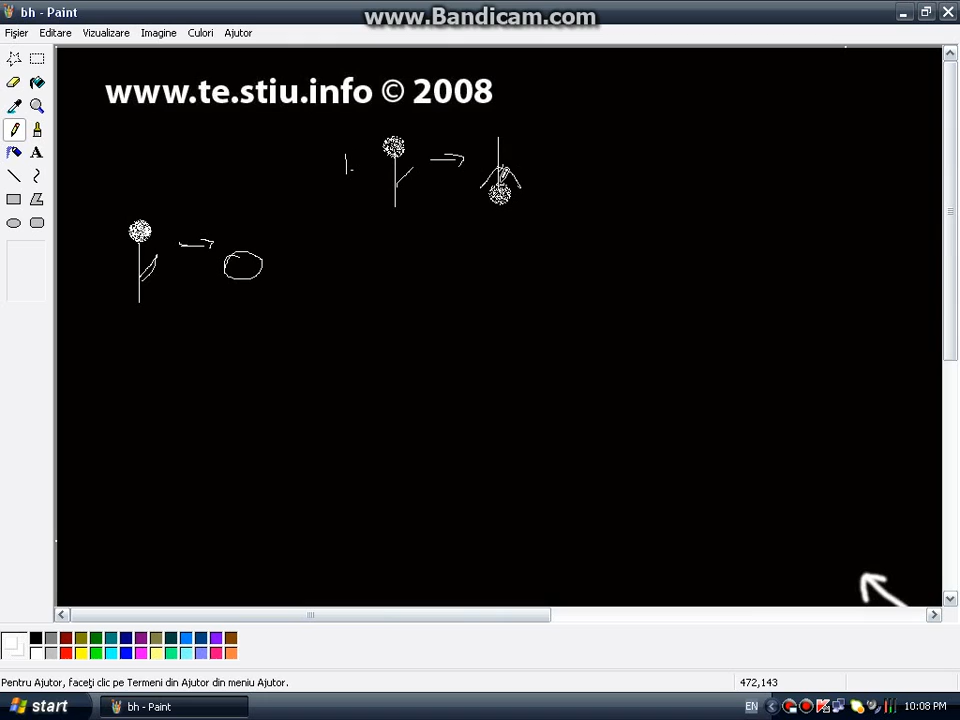 www.Bandicam.com
bh - Paint
Fișier Editare Vizualizare Imagine Culori Ajutor
www.te.stiu.info © 2008
1.
Pentru Ajutor, faceți clic pe Termeni din Ajutor din meniu Ajutor.
472,143
start
bh - Paint
EN
10:08 PM